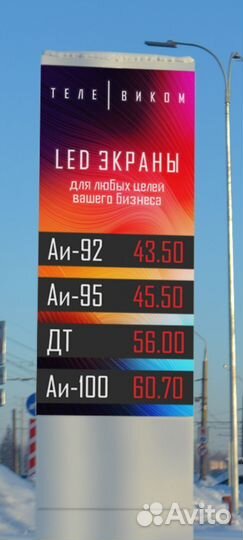 ТЕЛЕ|ВИКОМ
LED ЭКРАНЫ
для любых целей
вашего бизнеса
Аи-92 43.50
Аи-95 45.50
ДТ 56.00
Аи-100 60.70
Avito